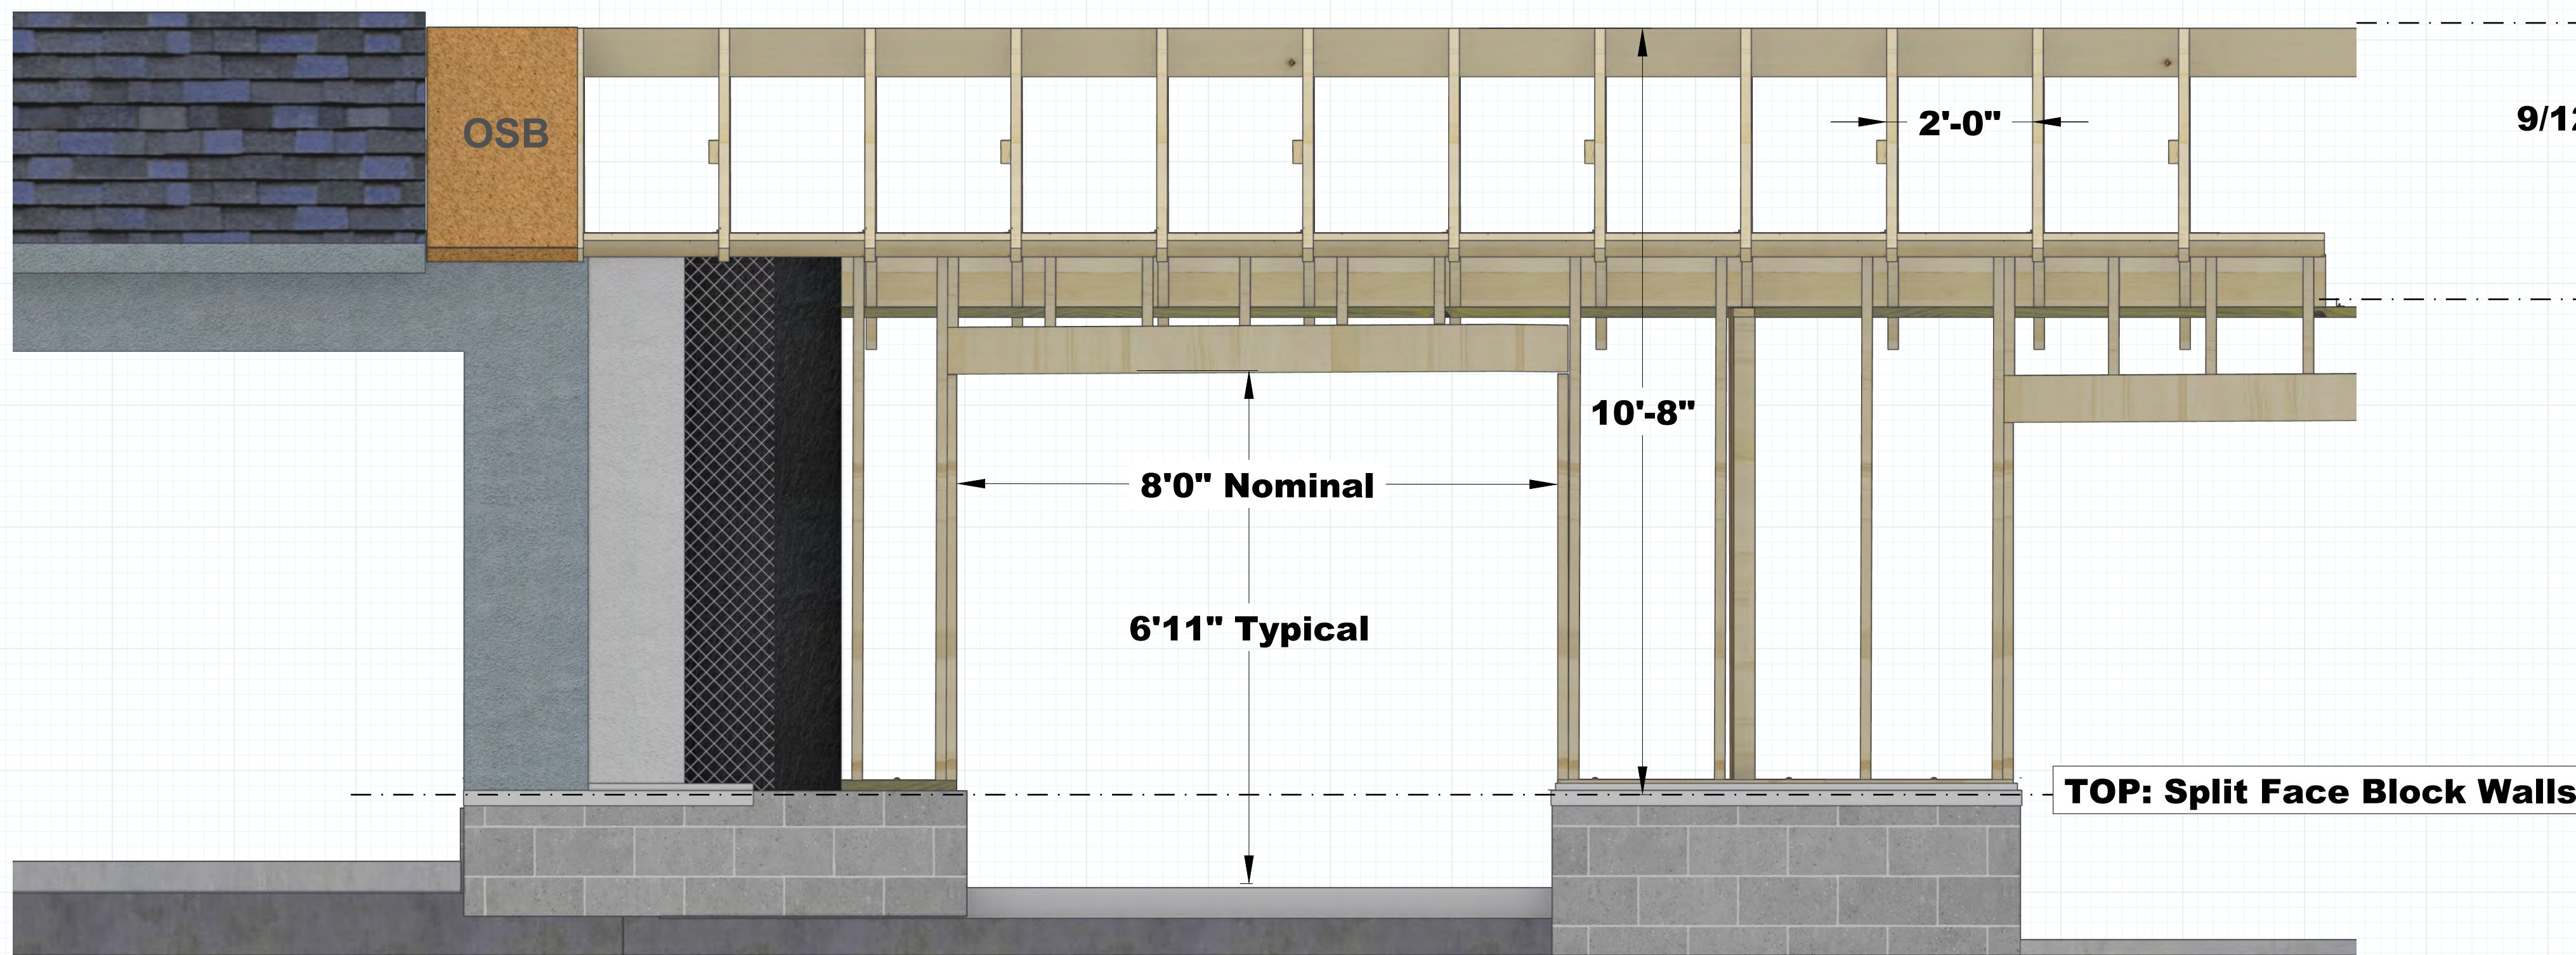 OSB
2'-0"
9/12
10'-8"
8'0" Nominal
6'11" Typical
TOP: Split Face Block Walls